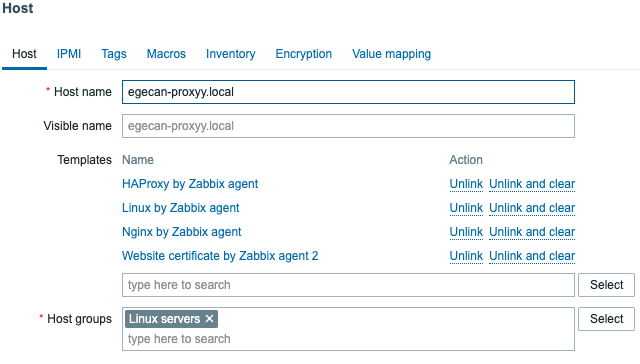 Host
Host IPMI Tags Macros Inventory Encryption Value mapping
* Host name egecan-proxyy.local
Visible name egecan-proxyy.local
Templates Name Action
HAProxy by Zabbix agent Unlink Unlink and clear
Linux by Zabbix agent Unlink Unlink and clear
Nginx by Zabbix agent Unlink Unlink and clear
Website certificate by Zabbix agent 2 Unlink Unlink and clear
type here to search Select
* Host groups Linux servers × Select
type here to search